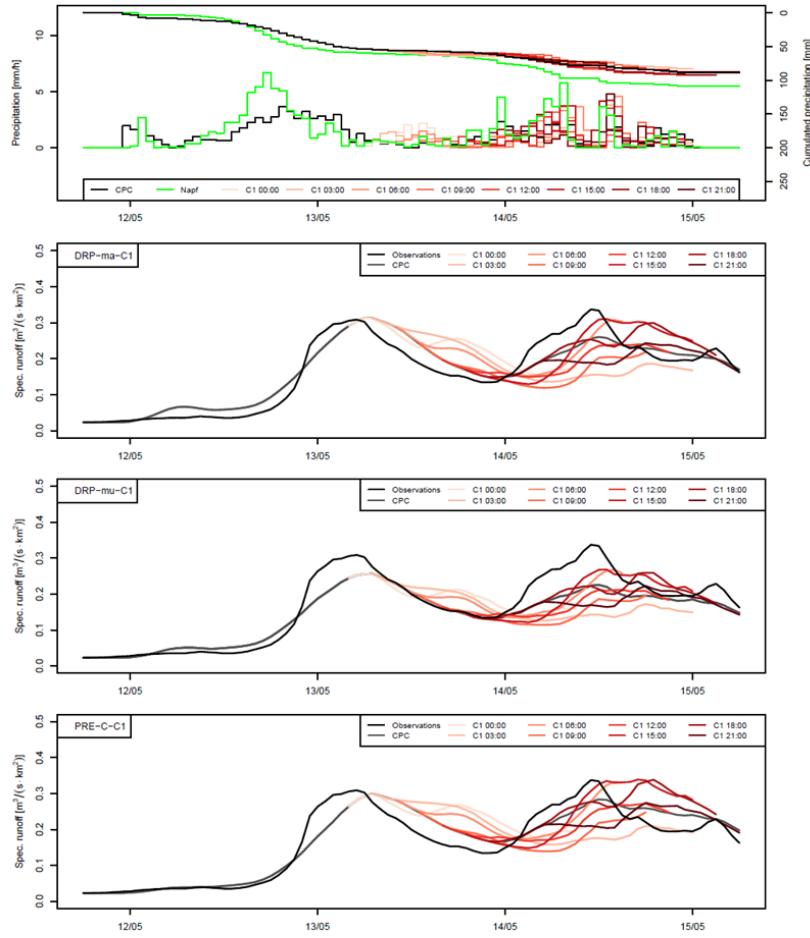 Precipitation [mm/h]
10
5
0
0
50
100
150
200
250
Cumulated precipitation [mm]
CPC Napf C1 00:00 C1 03:00 C1 06:00 C1 09:00 C1 12:00 C1 15:00 C1 18:00 C1 21:00
12/05 13/05 14/05 15/05
DRP-ma-C1
Observations C1 00:00 C1 06:00 C1 12:00 C1 18:00
CPC C1 03:00 C1 09:00 C1 15:00 C1 21:00
Spec. runoff [m³/(s·km²)]
0.5
0.4
0.3
0.2
0.1
0.0
12/05 13/05 14/05 15/05
DRP-mu-C1
Observations C1 00:00 C1 06:00 C1 12:00 C1 18:00
CPC C1 03:00 C1 09:00 C1 15:00 C1 21:00
Spec. runoff [m³/(s·km²)]
0.5
0.4
0.3
0.2
0.1
0.0
12/05 13/05 14/05 15/05
PRE-C-C1
Observations C1 00:00 C1 06:00 C1 12:00 C1 18:00
CPC C1 03:00 C1 09:00 C1 15:00 C1 21:00
Spec. runoff [m³/(s·km²)]
0.5
0.4
0.3
0.2
0.1
0.0
12/05 13/05 14/05 15/05